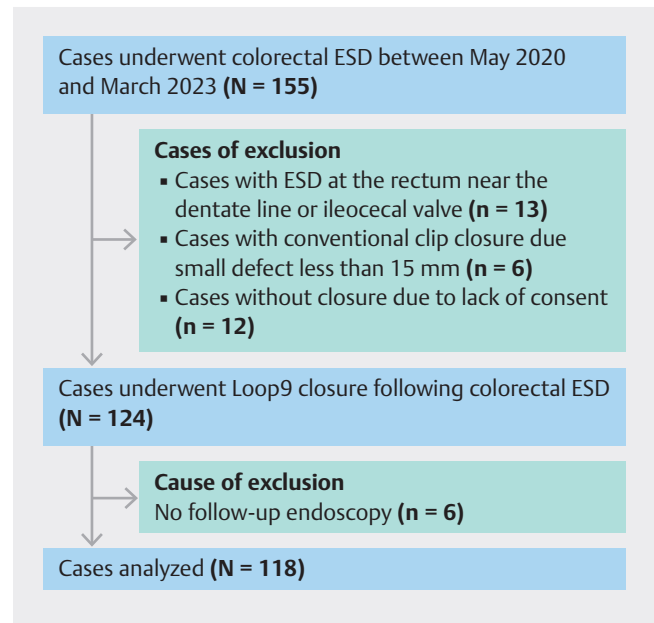 Cases underwent colorectal ESD between May 2020
and March 2023 (N = 155)
Cases of exclusion
▪ Cases with ESD at the rectum near the
dentate line or ileocecal valve (n = 13)
▪ Cases with conventional clip closure due
small defect less than 15 mm (n = 6)
▪ Cases without closure due to lack of consent
(n = 12)
Cases underwent Loop9 closure following colorectal ESD
(N = 124)
Cause of exclusion
No follow-up endoscopy (n = 6)
Cases analyzed (N = 118)